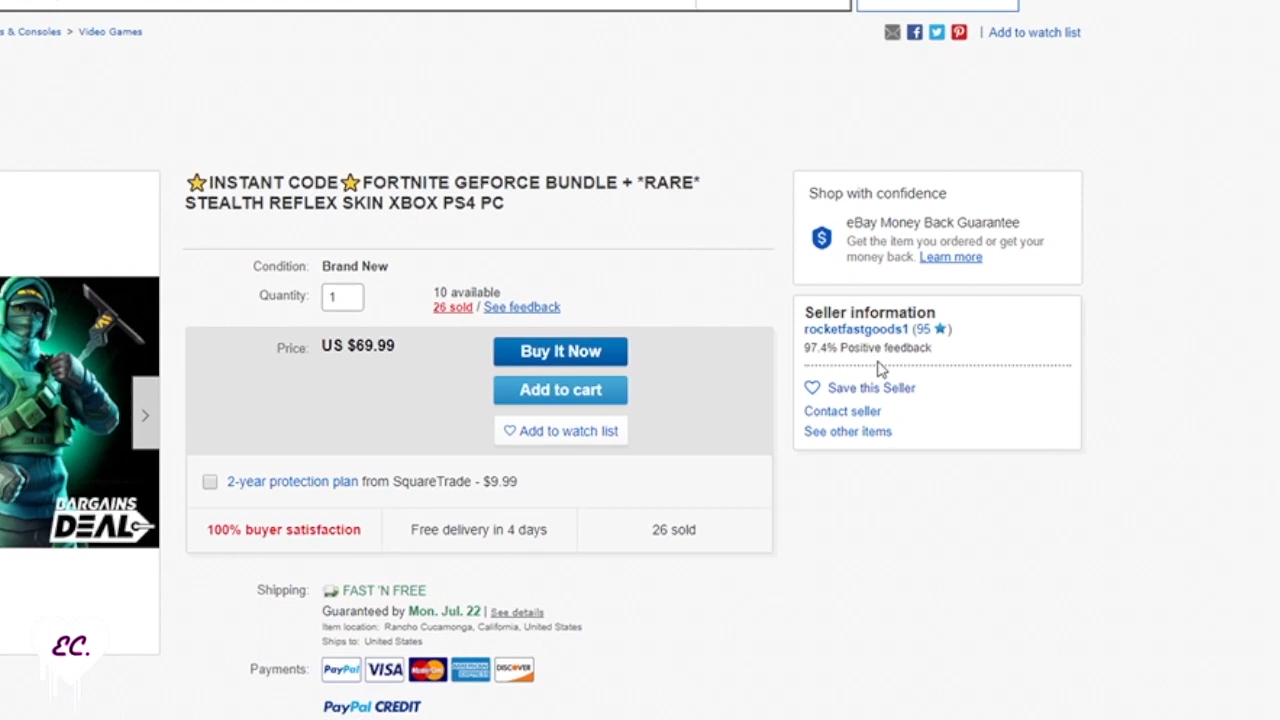 s & Consoles > Video Games
| Add to watch list
⭐INSTANT CODE⭐FORTNITE GEFORCE BUNDLE + *RARE*
STEALTH REFLEX SKIN XBOX PS4 PC
Condition: Brand New
Quantity: 1
10 available
26 sold / See feedback
Price: US $69.99
Buy It Now
Add to cart
Add to watch list
2-year protection plan from SquareTrade - $9.99
100% buyer satisfaction
Free delivery in 4 days
26 sold
Shipping: FAST 'N FREE
Guaranteed by Mon. Jul. 22 | See details
Item location: Rancho Cucamonga, California, United States
Ships to: United States
Payments: PayPal VISA MasterCard AMERICAN EXPRESS DISCOVER
PayPal CREDIT
Shop with confidence
eBay Money Back Guarantee
Get the item you ordered or get your
money back. Learn more
Seller information
rocketfastgoods1 (95 ★)
97.4% Positive feedback
Save this Seller
Contact seller
See other items
BARGAINS
DEAL
EC.